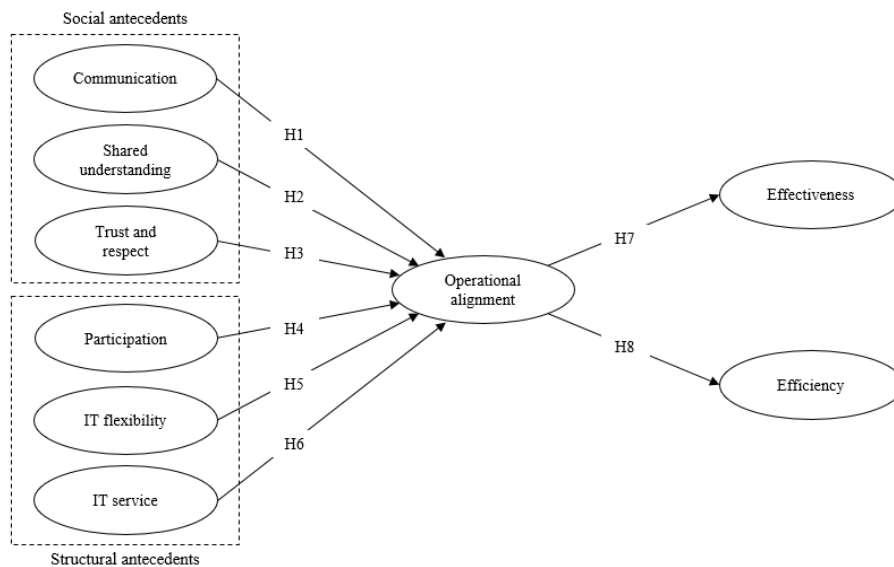 Social antecedents
Communication
H1
Shared
understanding
H2
Trust and
respect
H3
Participation
H4
IT flexibility
H5
IT service
H6
Structural antecedents
Operational
alignment
H7
Effectiveness
H8
Efficiency